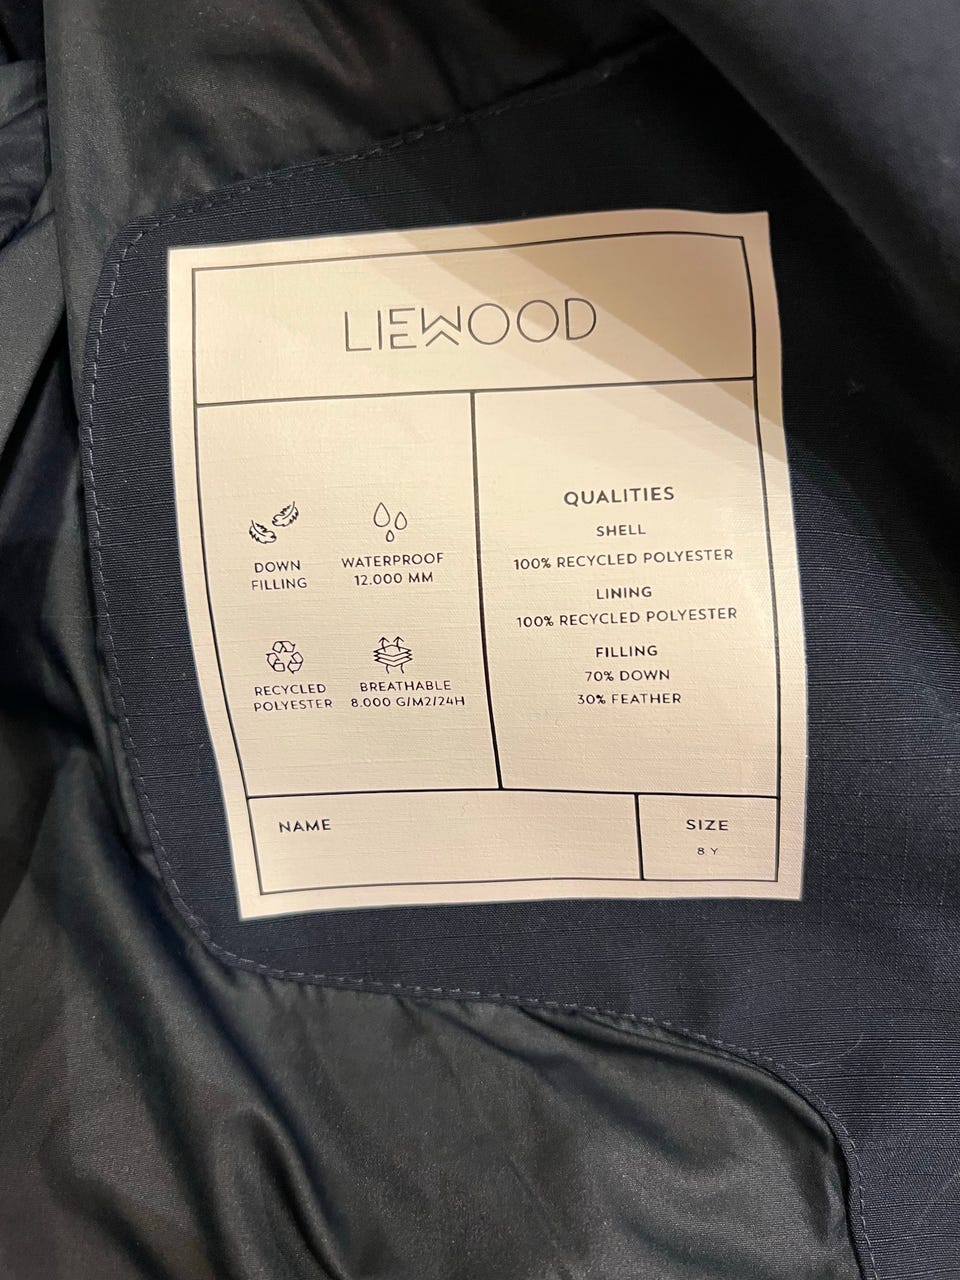 LIEWOOD
DOWN
FILLING
WATERPROOF
12.000 MM
RECYCLED
POLYESTER
BREATHABLE
8.000 G/M2/24H
QUALITIES
SHELL
100% RECYCLED POLYESTER
LINING
100% RECYCLED POLYESTER
FILLING
70% DOWN
30% FEATHER
NAME
SIZE
8 Y